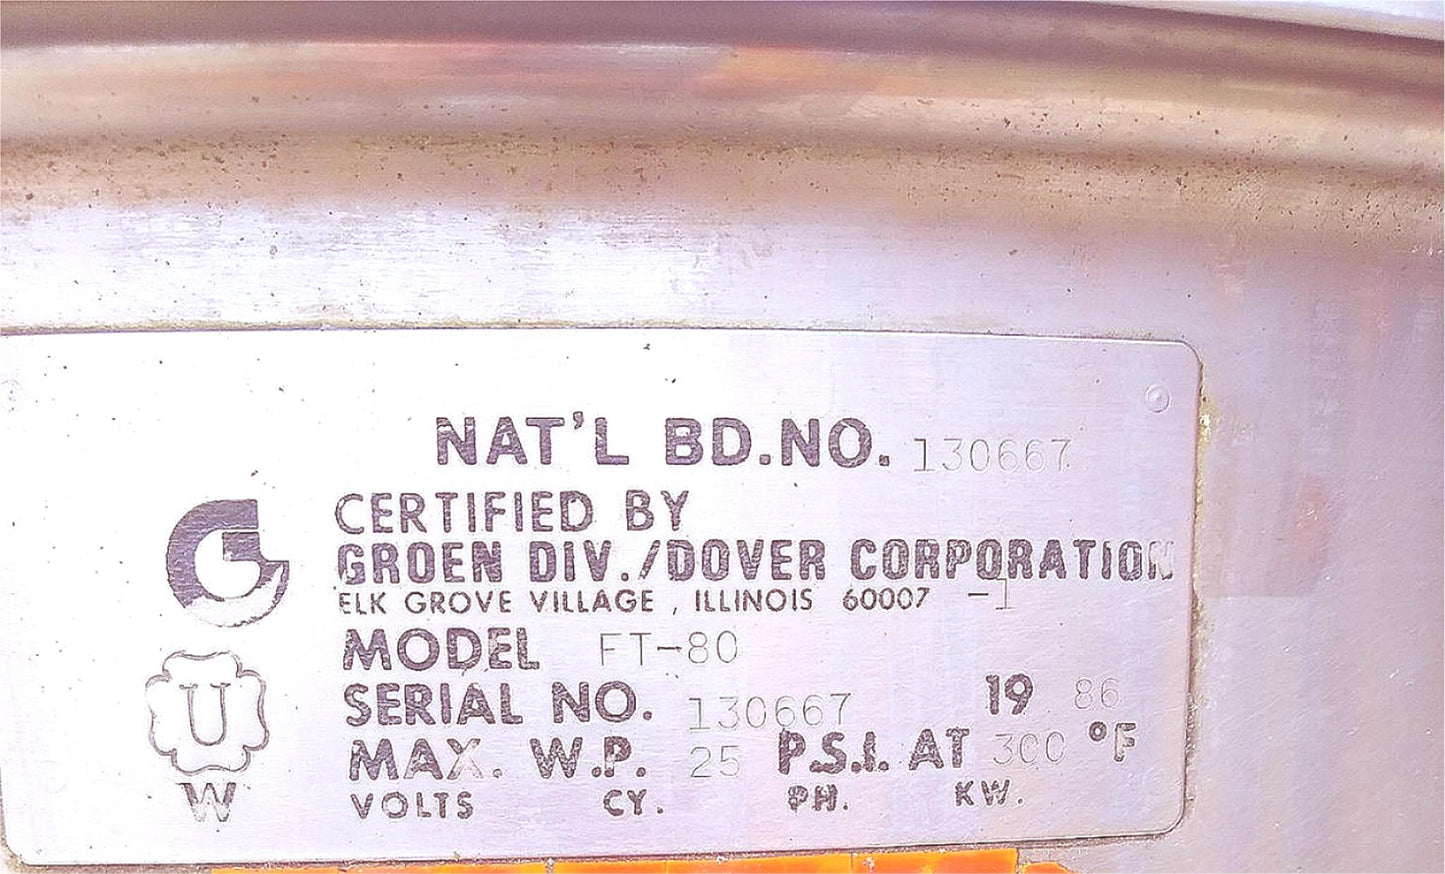 NAT'L BD.NO. 130667
CERTIFIED BY
GROEN DIV./DOVER CORPORATION
ELK GROVE VILLAGE, ILLINOIS 60007 -1
MODEL FT-80
SERIAL NO. 130667 19 86
MAX. W.P. 25 P.S.I. AT 300 °F
VOLTS CY. PH. KW.
G
U
W